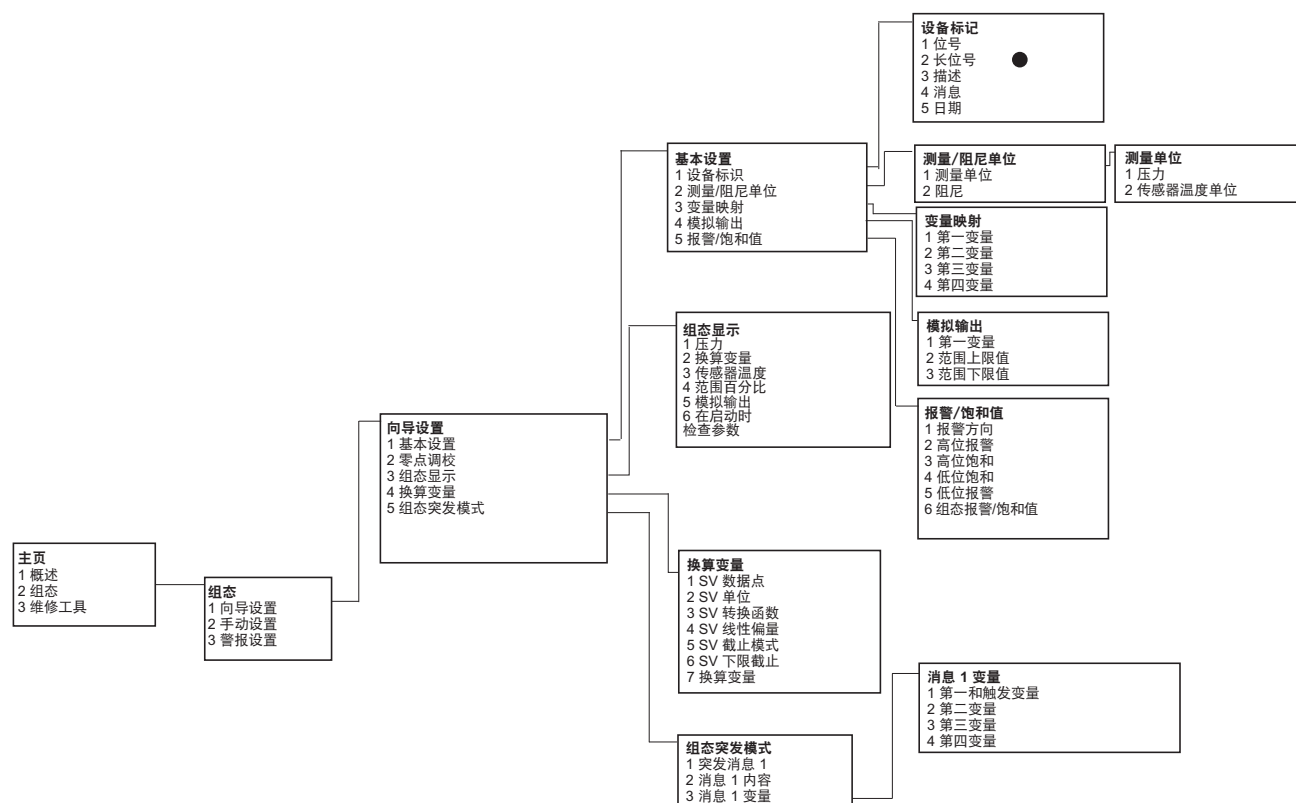 主页
1 概述
2 组态
3 维修工具
组态
1 向导设置
2 手动设置
3 警报设置
向导设置
1 基本设置
2 零点调校
3 组态显示
4 换算变量
5 组态突发模式
基本设置
1 设备标识
2 测量/阻尼单位
3 变量映射
4 模拟输出
5 报警/饱和值
组态显示
1 压力
2 换算变量
3 传感器温度
4 范围百分比
5 模拟输出
6 在启动时
检查参数
换算变量
1 SV 数据点
2 SV 单位
3 SV 转换函数
4 SV 线性偏量
5 SV 截止模式
6 SV 下限截止
7 换算变量
组态突发模式
1 突发消息 1
2 消息 1 内容
3 消息 1 变量
设备标记
1 位号
2 长位号
3 描述
4 消息
5 日期
测量/阻尼单位
1 测量单位
2 阻尼
测量单位
1 压力
2 传感器温度单位
变量映射
1 第一变量
2 第二变量
3 第三变量
4 第四变量
模拟输出
1 第一变量
2 范围上限值
3 范围下限值
报警/饱和值
1 报警方向
2 高位报警
3 高位饱和
4 低位饱和
5 低位报警
6 组态报警/饱和值
消息 1 变量
1 第一和触发变量
2 第二变量
3 第三变量
4 第四变量